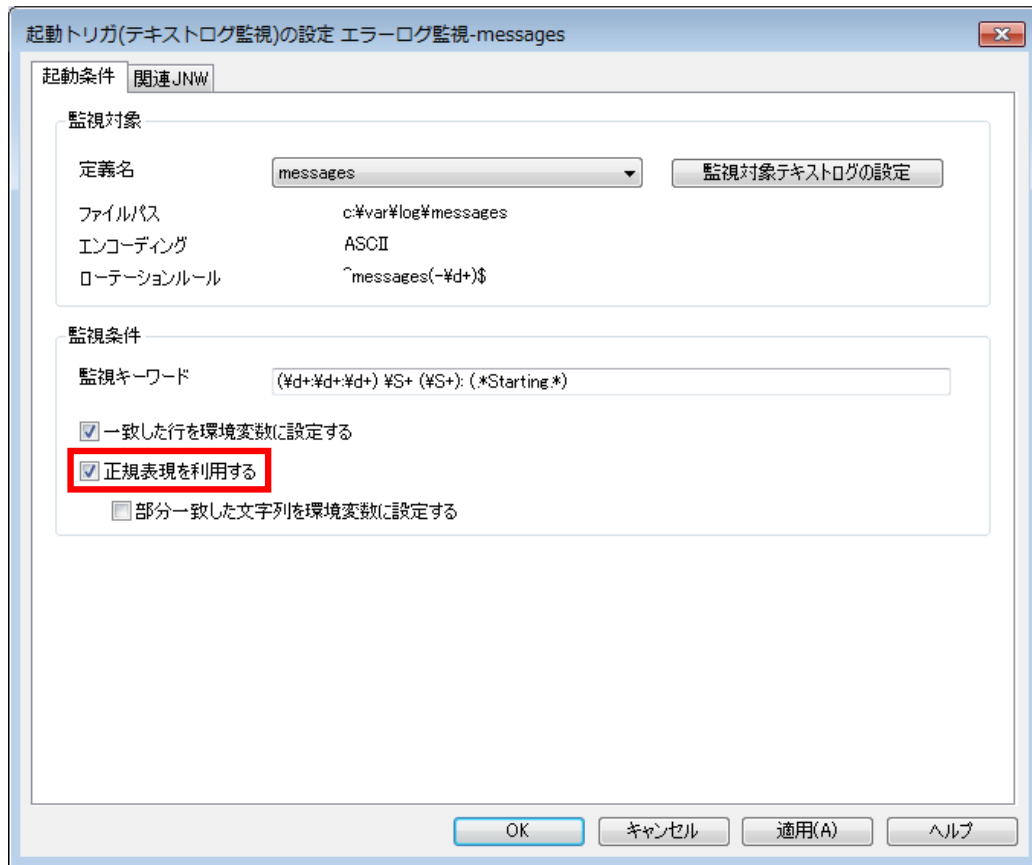 起動トリガ(テキストログ監視)の設定 エラーログ監視-messages
起動条件 関連JNW
監視対象
定義名 messages 監視対象テキストログの設定
ファイルパス c:¥var¥log¥messages
エンコーディング ASCII
ローテーションルール ^messages(-¥d+)$
監視条件
監視キーワード (¥d+:¥d+:¥d+) ¥S+ (¥S+): (.*Starting.*)
一致した行を環境変数に設定する
正規表現を利用する
部分一致した文字列を環境変数に設定する
OK キャンセル 適用(A) ヘルプ